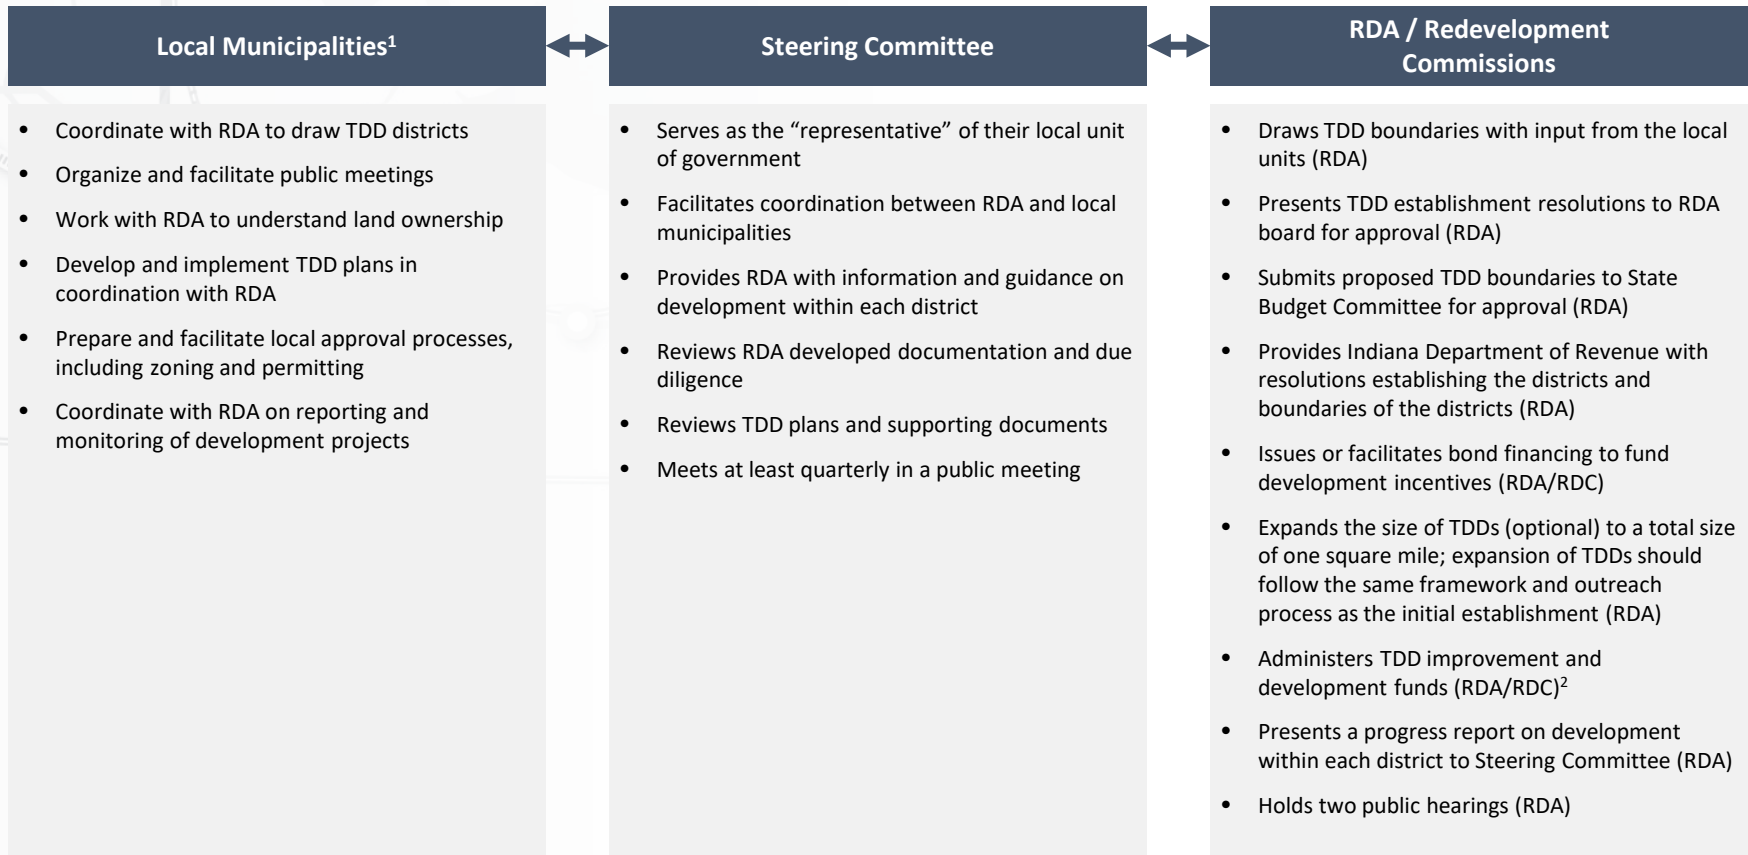 Local Municipalities¹
• Coordinate with RDA to draw TDD districts
• Organize and facilitate public meetings
• Work with RDA to understand land ownership
• Develop and implement TDD plans in
coordination with RDA
• Prepare and facilitate local approval processes,
including zoning and permitting
• Coordinate with RDA on reporting and
monitoring of development projects
Steering Committee
• Serves as the “representative” of their local unit
of government
• Facilitates coordination between RDA and local
municipalities
• Provides RDA with information and guidance on
development within each district
• Reviews RDA developed documentation and due
diligence
• Reviews TDD plans and supporting documents
• Meets at least quarterly in a public meeting
RDA / Redevelopment
Commissions
• Draws TDD boundaries with input from the local
units (RDA)
• Presents TDD establishment resolutions to RDA
board for approval (RDA)
• Submits proposed TDD boundaries to State
Budget Committee for approval (RDA)
• Provides Indiana Department of Revenue with
resolutions establishing the districts and
boundaries of the districts (RDA)
• Issues or facilitates bond financing to fund
development incentives (RDA/RDC)
• Expands the size of TDDs (optional) to a total size
of one square mile; expansion of TDDs should
follow the same framework and outreach
process as the initial establishment (RDA)
• Administers TDD improvement and
development funds (RDA/RDC)²
• Presents a progress report on development
within each district to Steering Committee (RDA)
• Holds two public hearings (RDA)